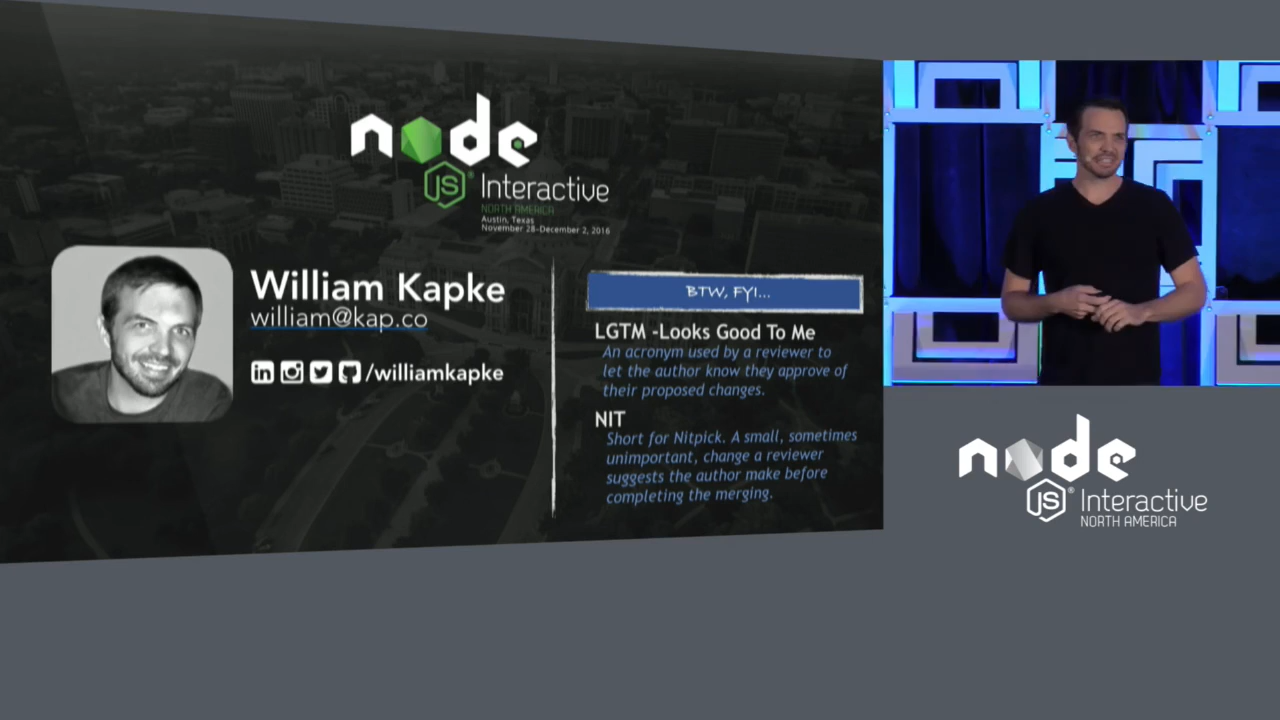 node
JS® Interactive
NORTH AMERICA
Austin, Texas
November 28-December 2, 2016
William Kapke
william@kap.co
in /williamkapke
BTW, FYI...
LGTM -Looks Good To Me
An acronym used by a reviewer to
let the author know they approve of
their proposed changes.
NIT
Short for Nitpick. A small, sometimes
unimportant, change a reviewer
suggests the author make before
completing the merging.
node
JS® Interactive
NORTH AMERICA